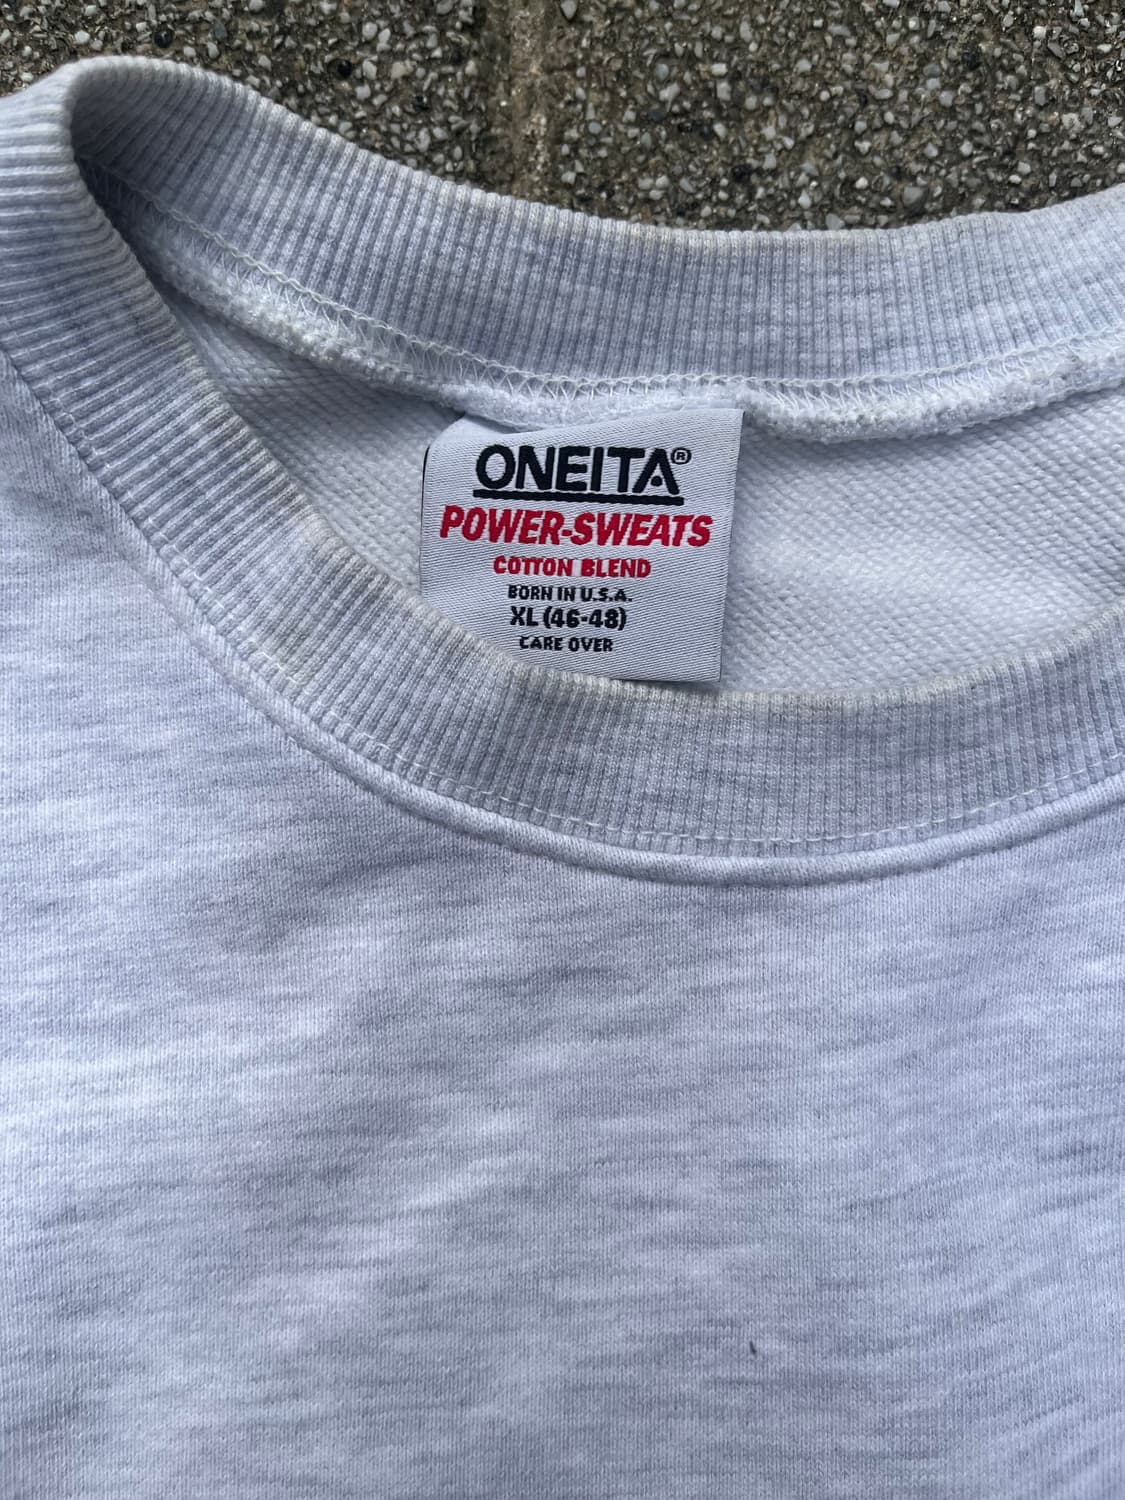 ONEITA®
POWER-SWEATS
COTTON BLEND
BORN IN U.S.A.
XL (46-48)
CARE OVER